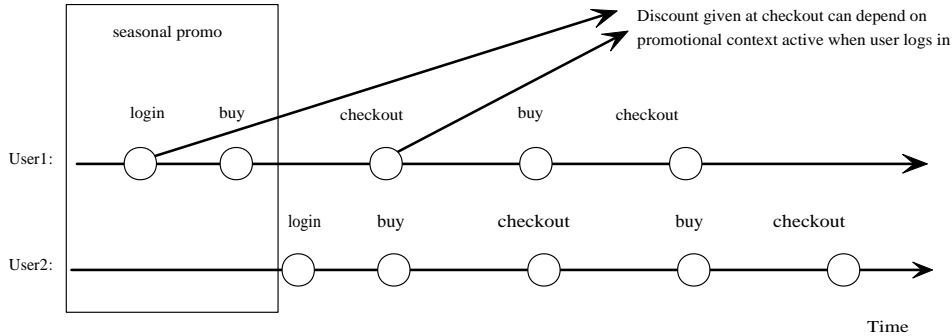 seasonal promo
Discount given at checkout can depend on
promotional context active when user logs in
login buy checkout buy checkout
User1:
login buy checkout buy checkout
User2:
Time